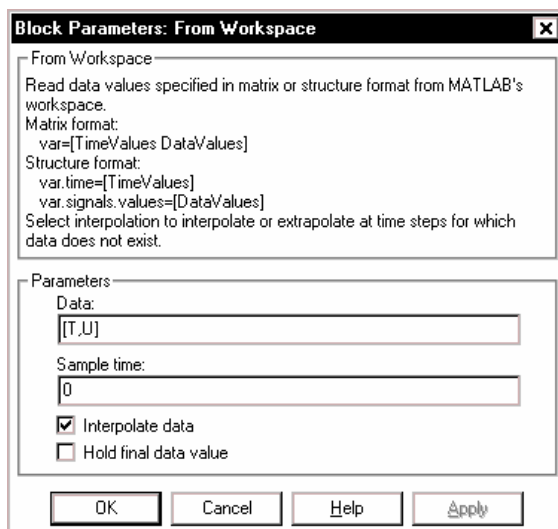 Block Parameters: From Workspace
From Workspace
Read data values specified in matrix or structure format from MATLAB's
workspace.
Matrix format:
var=[TimeValues DataValues]
Structure format:
var.time=[TimeValues]
var.signals.values=[DataValues]
Select interpolation to interpolate or extrapolate at time steps for which
data does not exist.
Parameters
Data:
[T,U]
Sample time:
0
Interpolate data
Hold final data value
OK Cancel Help Apply